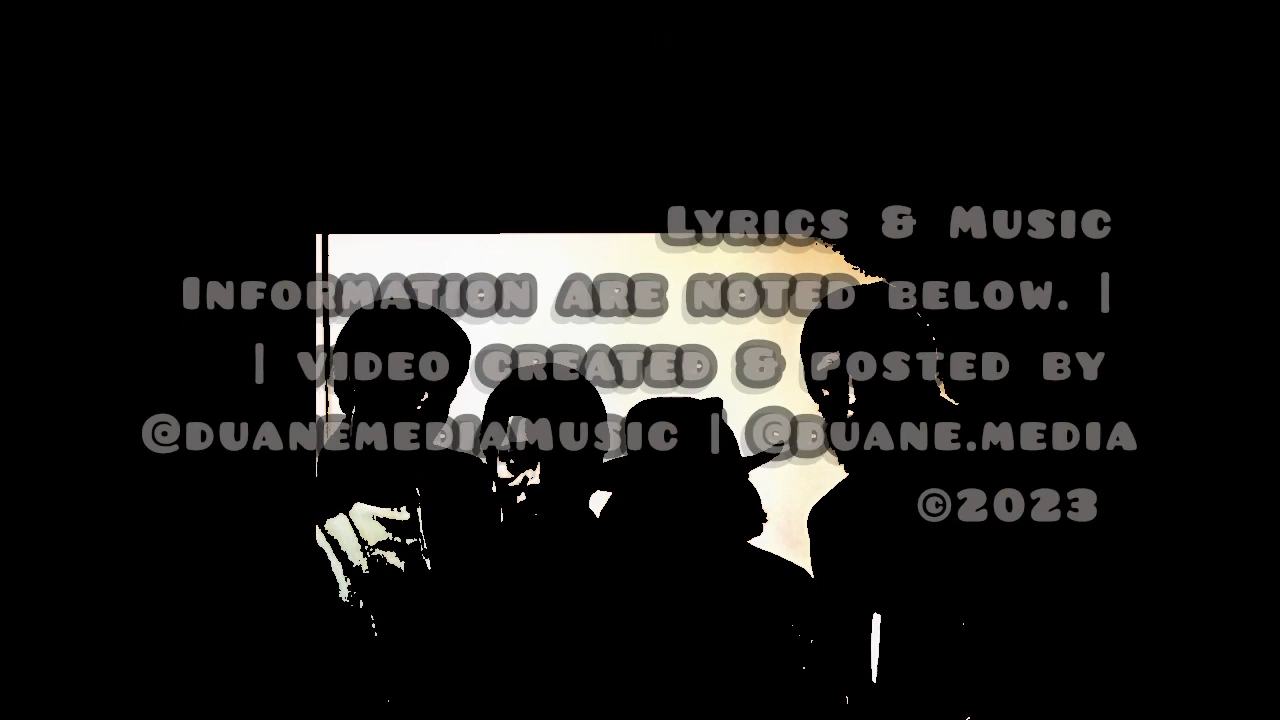 Lyrics & Music
Information are noted below. |
| video created & posted by
@duanemediaMusic | @duane.media
©2023